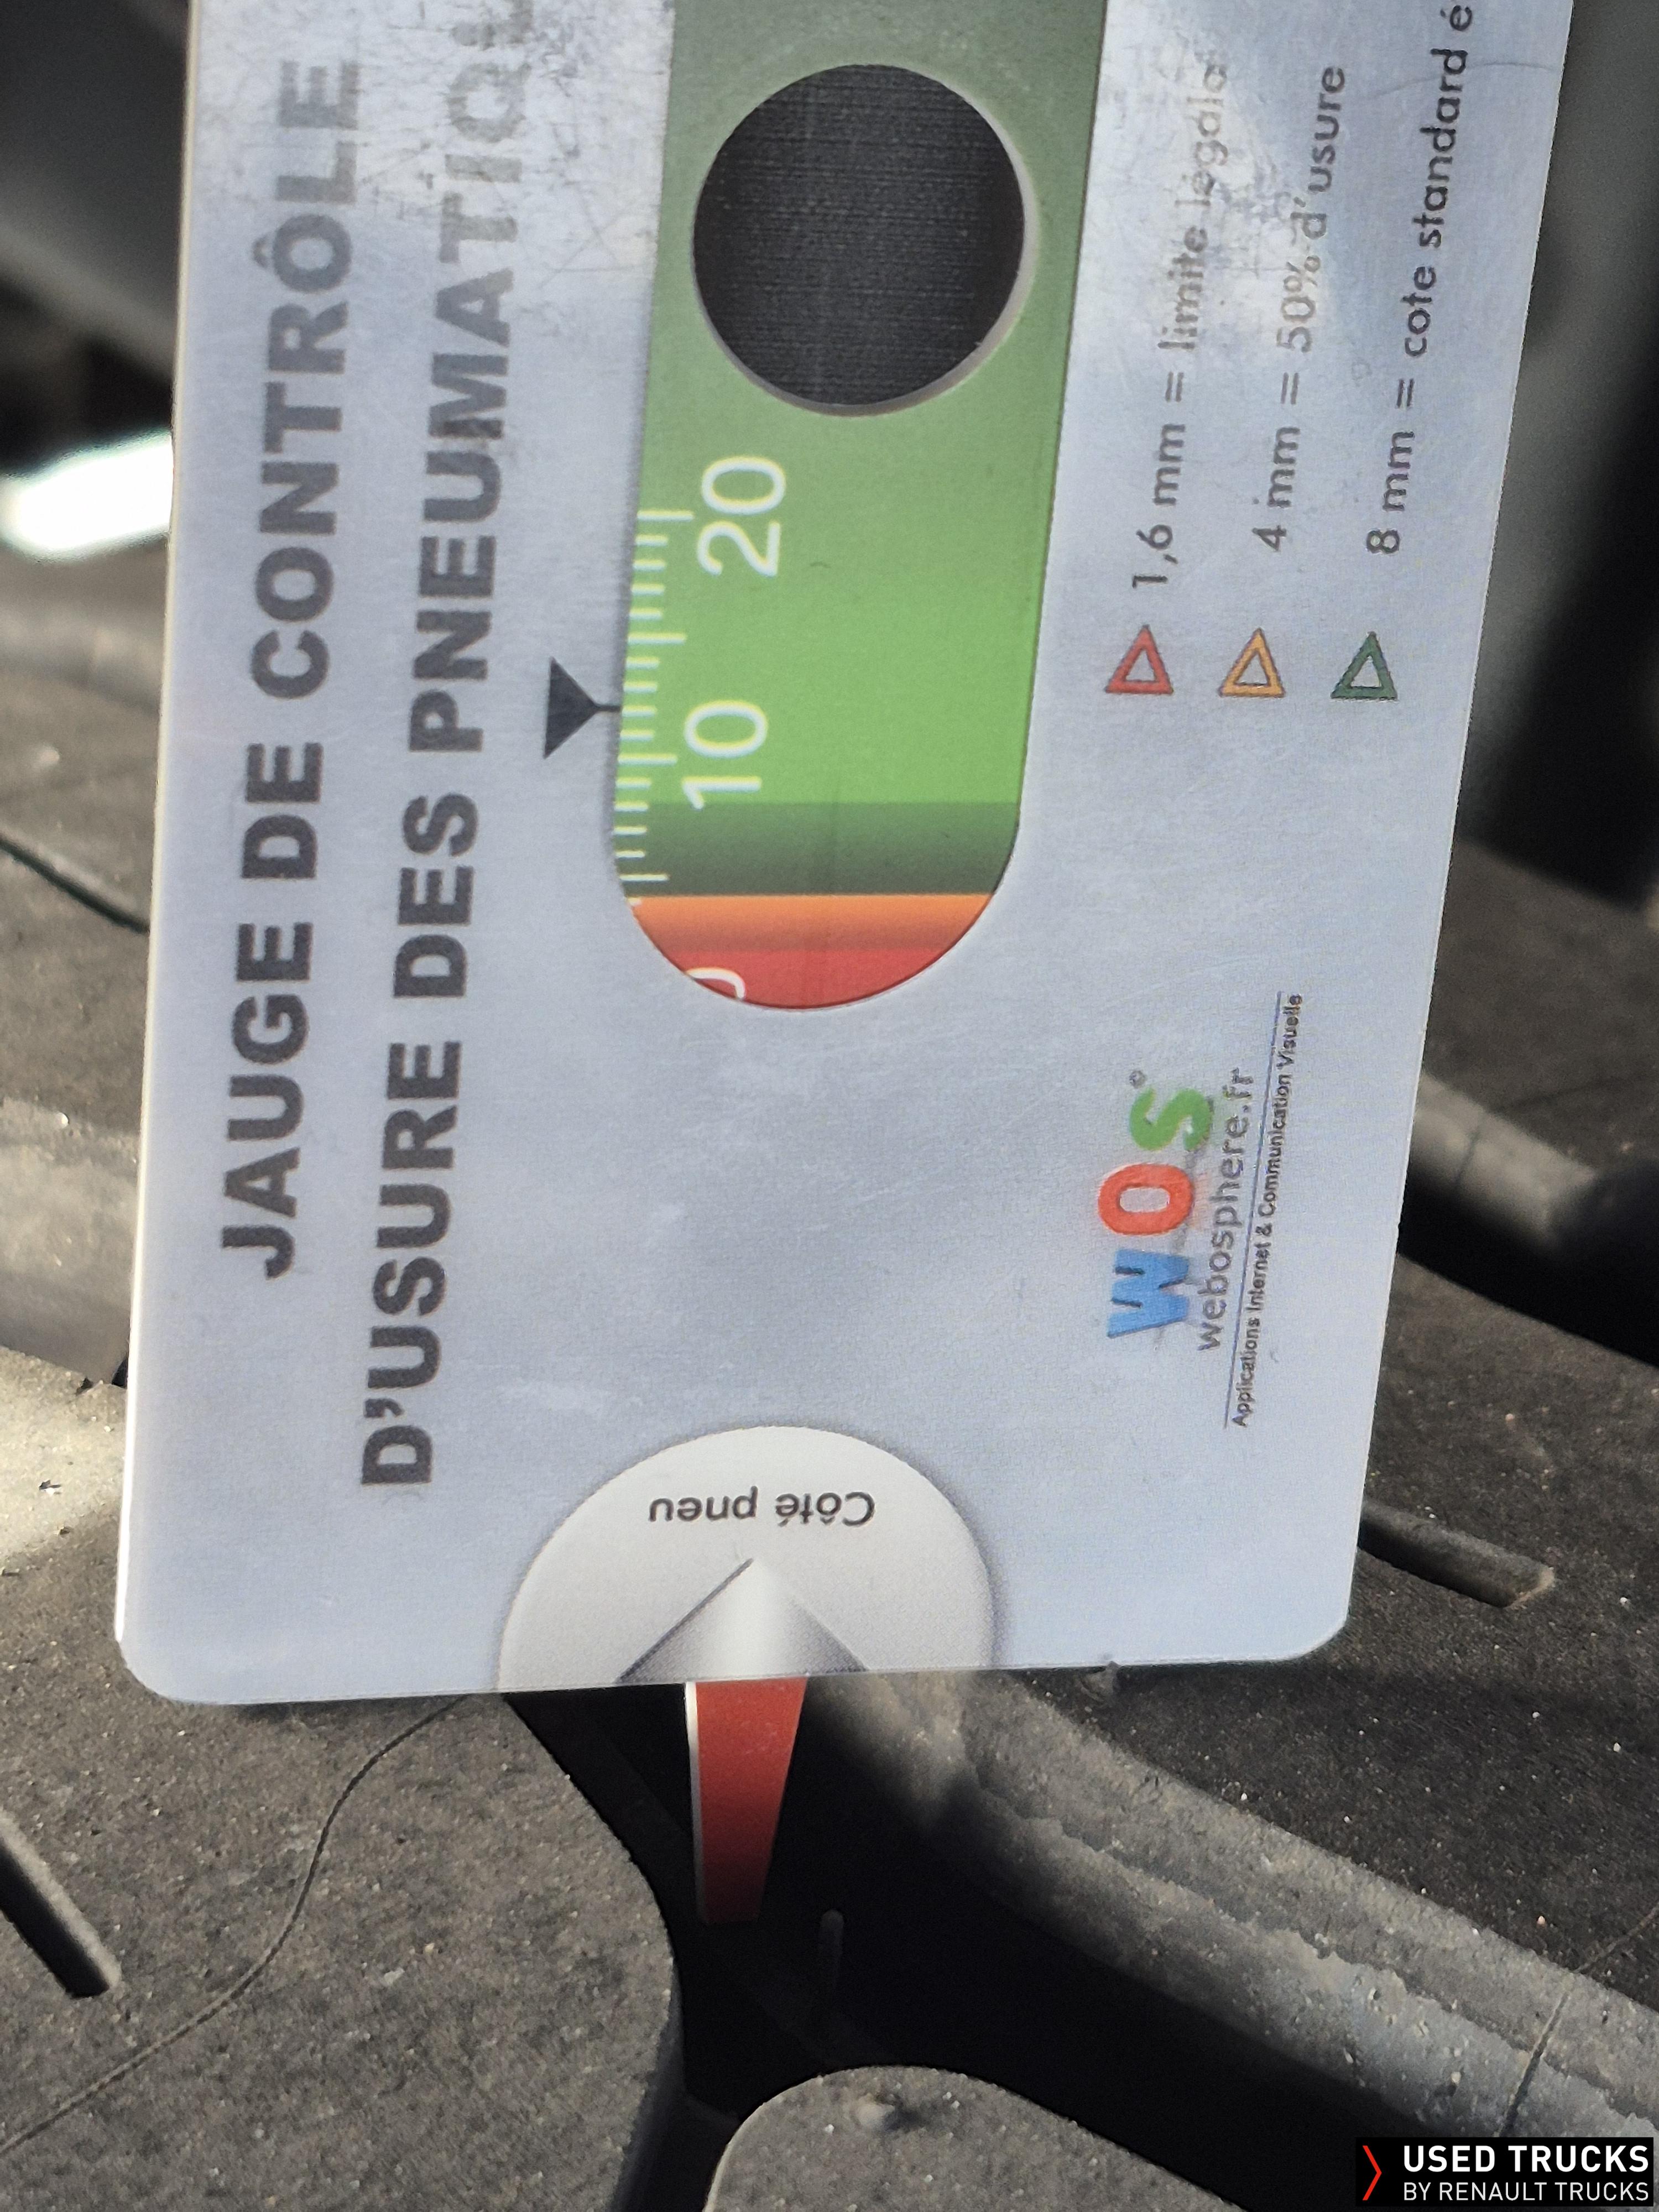 JAUGE DE CONTRÔLE
D'USURE DES PNEUMATIQU
10 20
1,6 mm = limite légale
4 mm = 50% d'usure
8 mm = cote standard é
WOS©
webosphere.fr
Applications Internet & Communication Visuelle
Côté pneu
USED TRUCKS
BY RENAULT TRUCKS